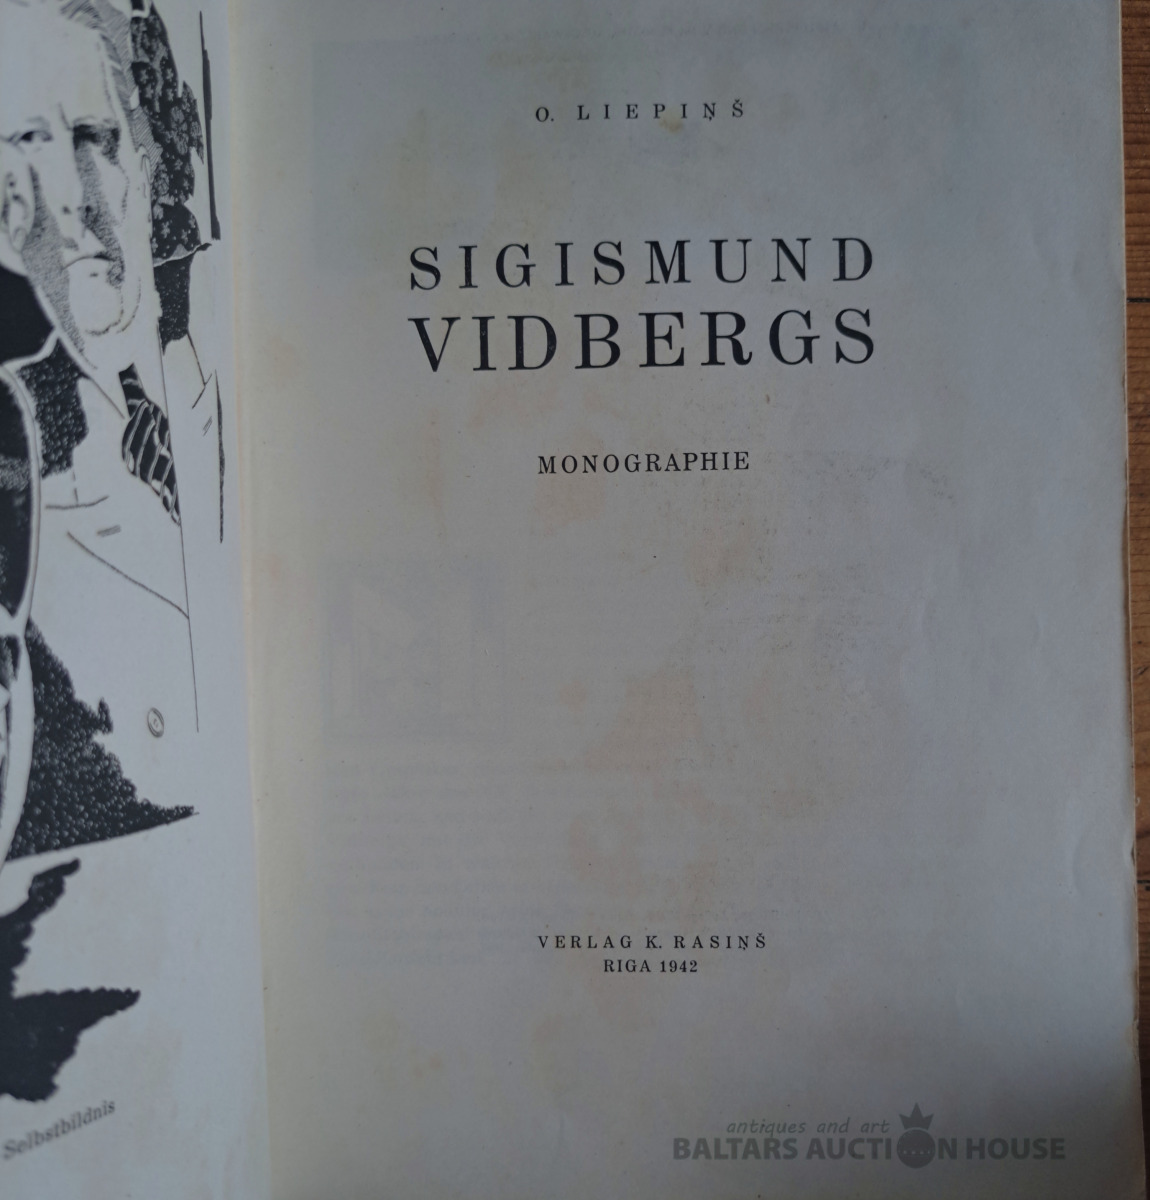 Selbstbildnis
O. LIEPIŅŠ
SIGISMUND
VIDBERGS
MONOGRAPHIE
VERLAG K. RASIŅŠ
RIGA 1942
antiques and art
BALTARS AUCTION HOUSE